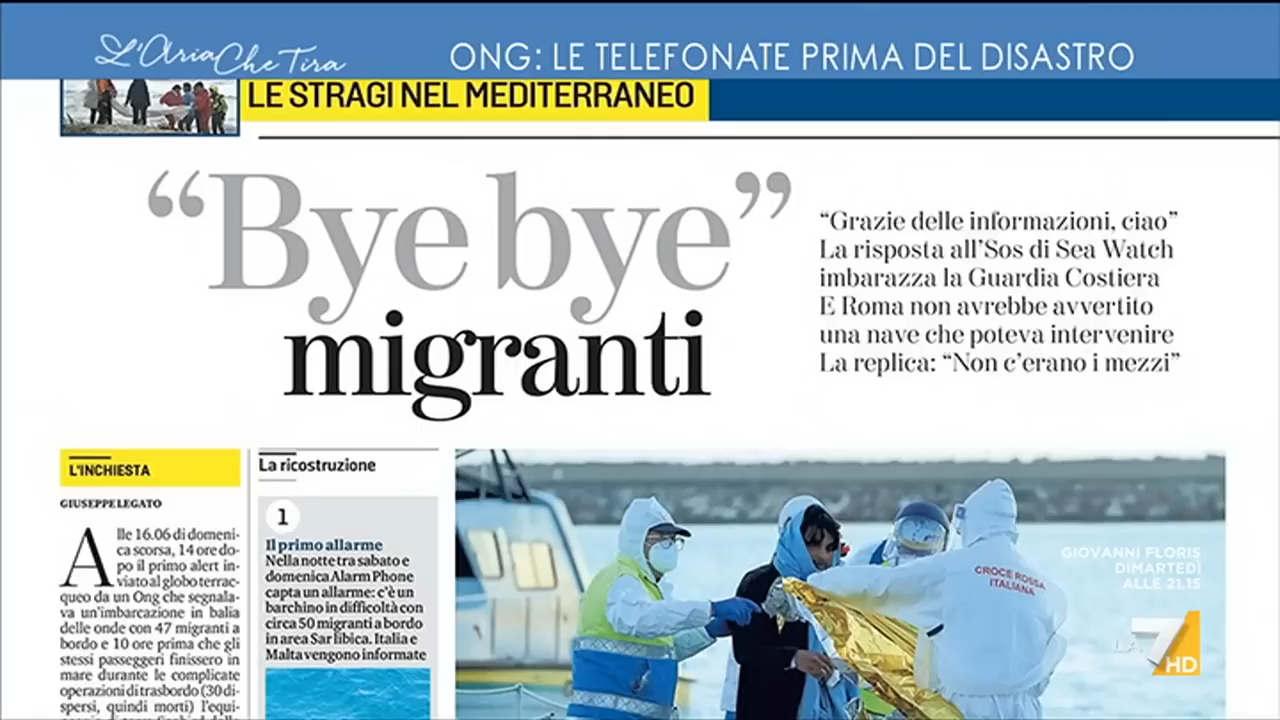 L'Aria Che Tira
ONG: LE TELEFONATE PRIMA DEL DISASTRO
LE STRAGI NEL MEDITERRANEO
“Bye bye”
migranti
“Grazie delle informazioni, ciao”
La risposta all’Sos di Sea Watch
imbarazza la Guardia Costiera
E Roma non avrebbe avvertito
una nave che poteva intervenire
La replica: “Non c’erano i mezzi”
L'INCHIESTA
GIUSEPPE LEGATO
Alle 16.06 di domeni-
ca scorsa, 14 ore do-
po il primo alert in-
viato al globo terrac-
queo da un Ong che segnala-
va un'imbarcazione in balia
delle onde con 47 migranti a
bordo e 10 ore prima che gli
stessi passeggeri finissero in
mare durante le complicate
operazioni di trasbordo (30 di-
spersi, quindi morti) l'equi-
La ricostruzione
1
Il primo allarme
Nella notte tra sabato e
domenica Alarm Phone
capta un allarme: c'è un
barchino in difficoltà con
circa 50 migranti a bordo
in area Sar libica. Italia e
Malta vengono informate
CROCE ROSSA
ITALIANA
GIOVANNI FLORIS
DIMARTEDÌ
ALLE 21.15
LA7
HD